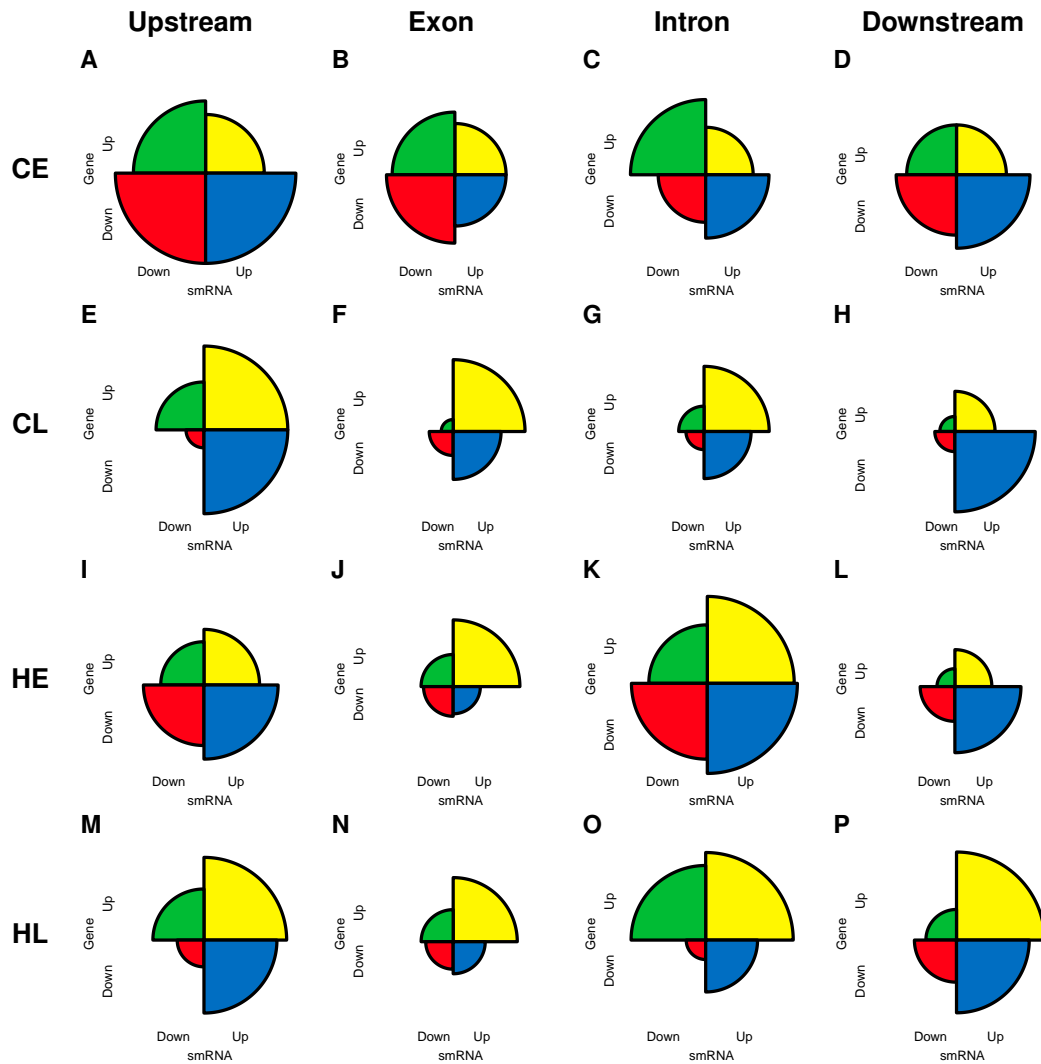 Upstream Exon Intron Downstream
A B C D
CE
Gene Down Up Gene Down Up Gene Down Up Gene Down Up
Down Up Down Up Down Up Down Up
smRNA smRNA smRNA smRNA
E F G H
CL
Gene Down Up Gene Down Up Gene Down Up Gene Down Up
Down Up Down Up Down Up Down Up
smRNA smRNA smRNA smRNA
I J K L
HE
Gene Down Up Gene Down Up Gene Down Up Gene Down Up
Down Up Down Up Down Up Down Up
smRNA smRNA smRNA smRNA
M N O P
HL
Gene Down Up Gene Down Up Gene Down Up Gene Down Up
Down Up Down Up Down Up Down Up
smRNA smRNA smRNA smRNA